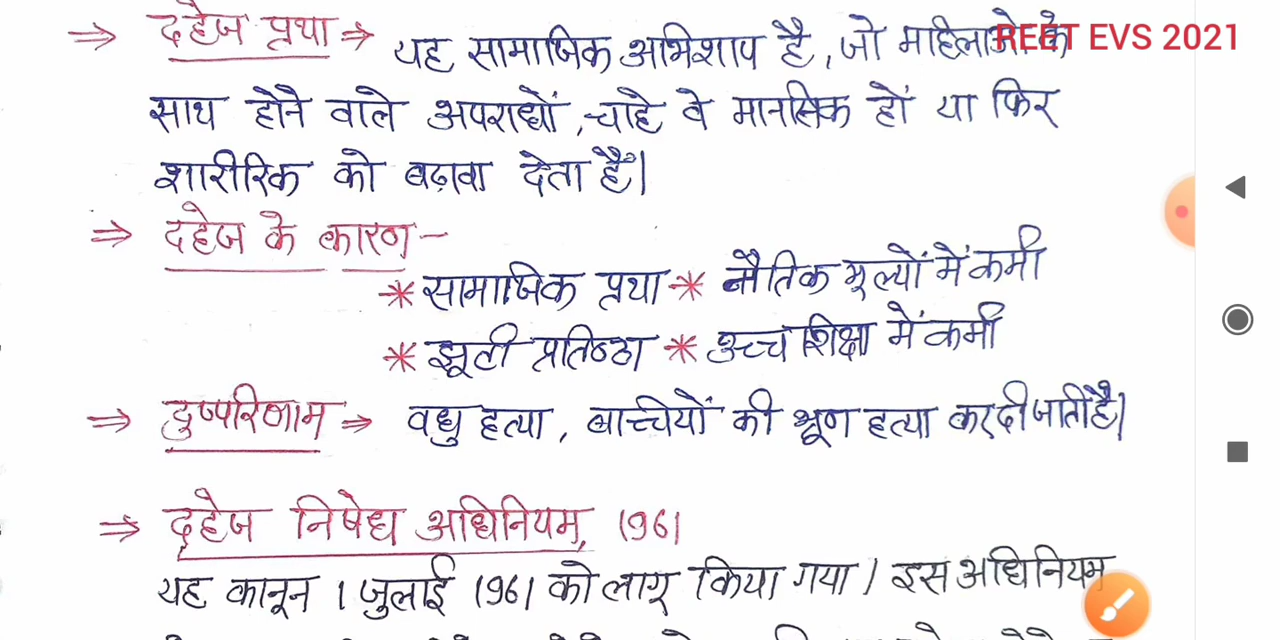 ⇒ दहेज प्रथा ⇒ यह सामाजिक अभिशाप है, जो महिलाओं के
REET EVS 2021
साथ होने वाले अपराधों, चाहे वे मानसिक हों या फिर
शारीरिक को बढ़ावा देता है।
⇒ दहेज के कारण –
* सामाजिक प्रथा * नैतिक मूल्यों में कमी
* झूठी प्रतिष्ठा * उच्च शिक्षा में कमी
⇒ दुष्परिणाम ⇒ वधु हत्या, बच्चियों की भ्रूण हत्या कर दी जाती है।
⇒ दहेज निषेध अधिनियम, 1961
यह कानून 1 जुलाई 1961 को लागू किया गया। इस अधिनियम